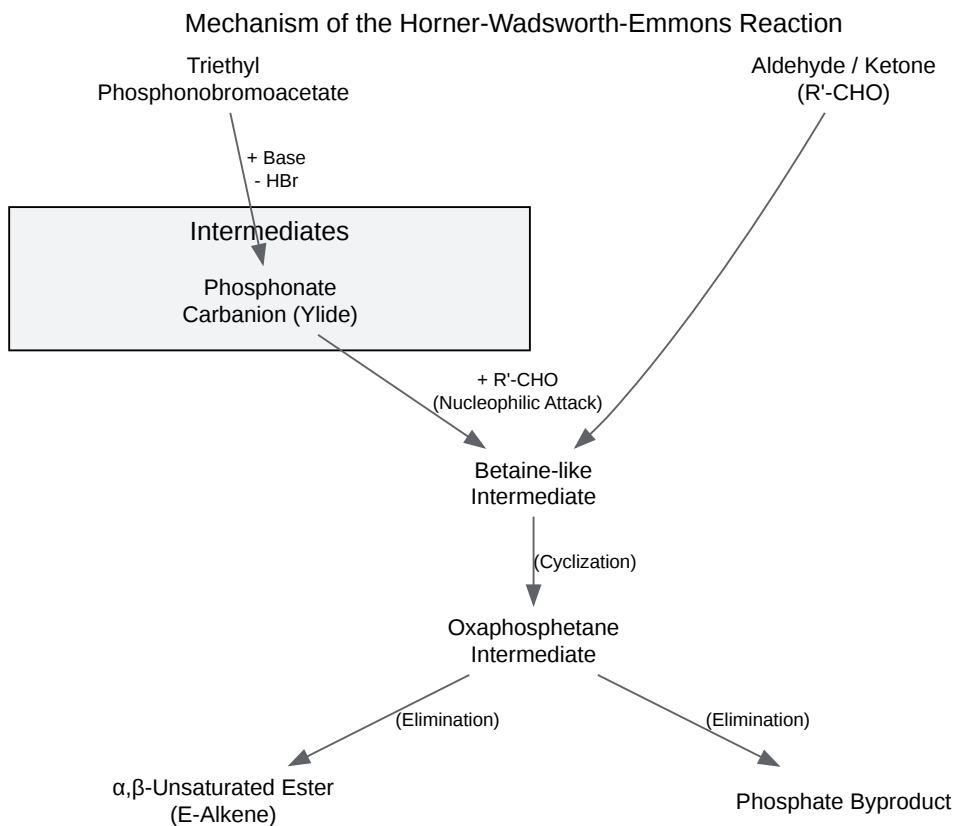 Mechanism of the Horner-Wadsworth-Emmons Reaction
Triethyl
Phosphonobromoacetate
Aldehyde / Ketone
(R'-CHO)
+ Base
- HBr
Intermediates
Phosphonate
Carbanion (Ylide)
+ R'-CHO
(Nucleophilic Attack)
Betaine-like
Intermediate
(Cyclization)
Oxaphosphetane
Intermediate
(Elimination)
(Elimination)
α,β-Unsaturated Ester
(E-Alkene)
Phosphate Byproduct